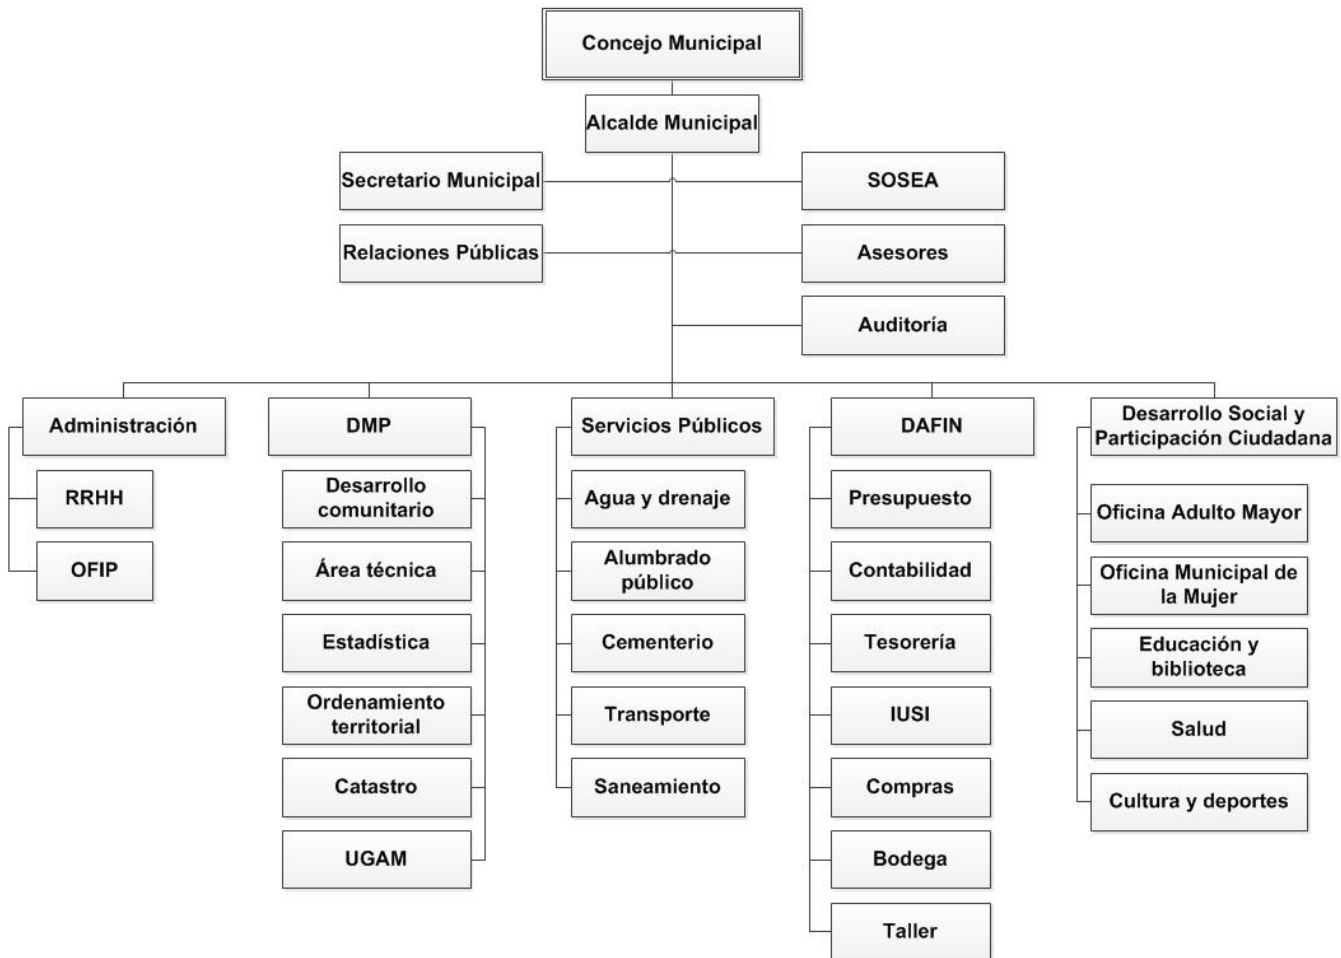 Concejo Municipal
Alcalde Municipal
Secretario Municipal
SOSEA
Relaciones Públicas
Asesores
Auditoría
Administración
RRHH
OFIP
DMP
Desarrollo
comunitario
Área técnica
Estadística
Ordenamiento
territorial
Catastro
UGAM
Servicios Públicos
Agua y drenaje
Alumbrado
público
Cementerio
Transporte
Saneamiento
DAFIN
Presupuesto
Contabilidad
Tesorería
IUSI
Compras
Bodega
Taller
Desarrollo Social y
Participación Ciudadana
Oficina Adulto Mayor
Oficina Municipal de
la Mujer
Educación y
biblioteca
Salud
Cultura y deportes